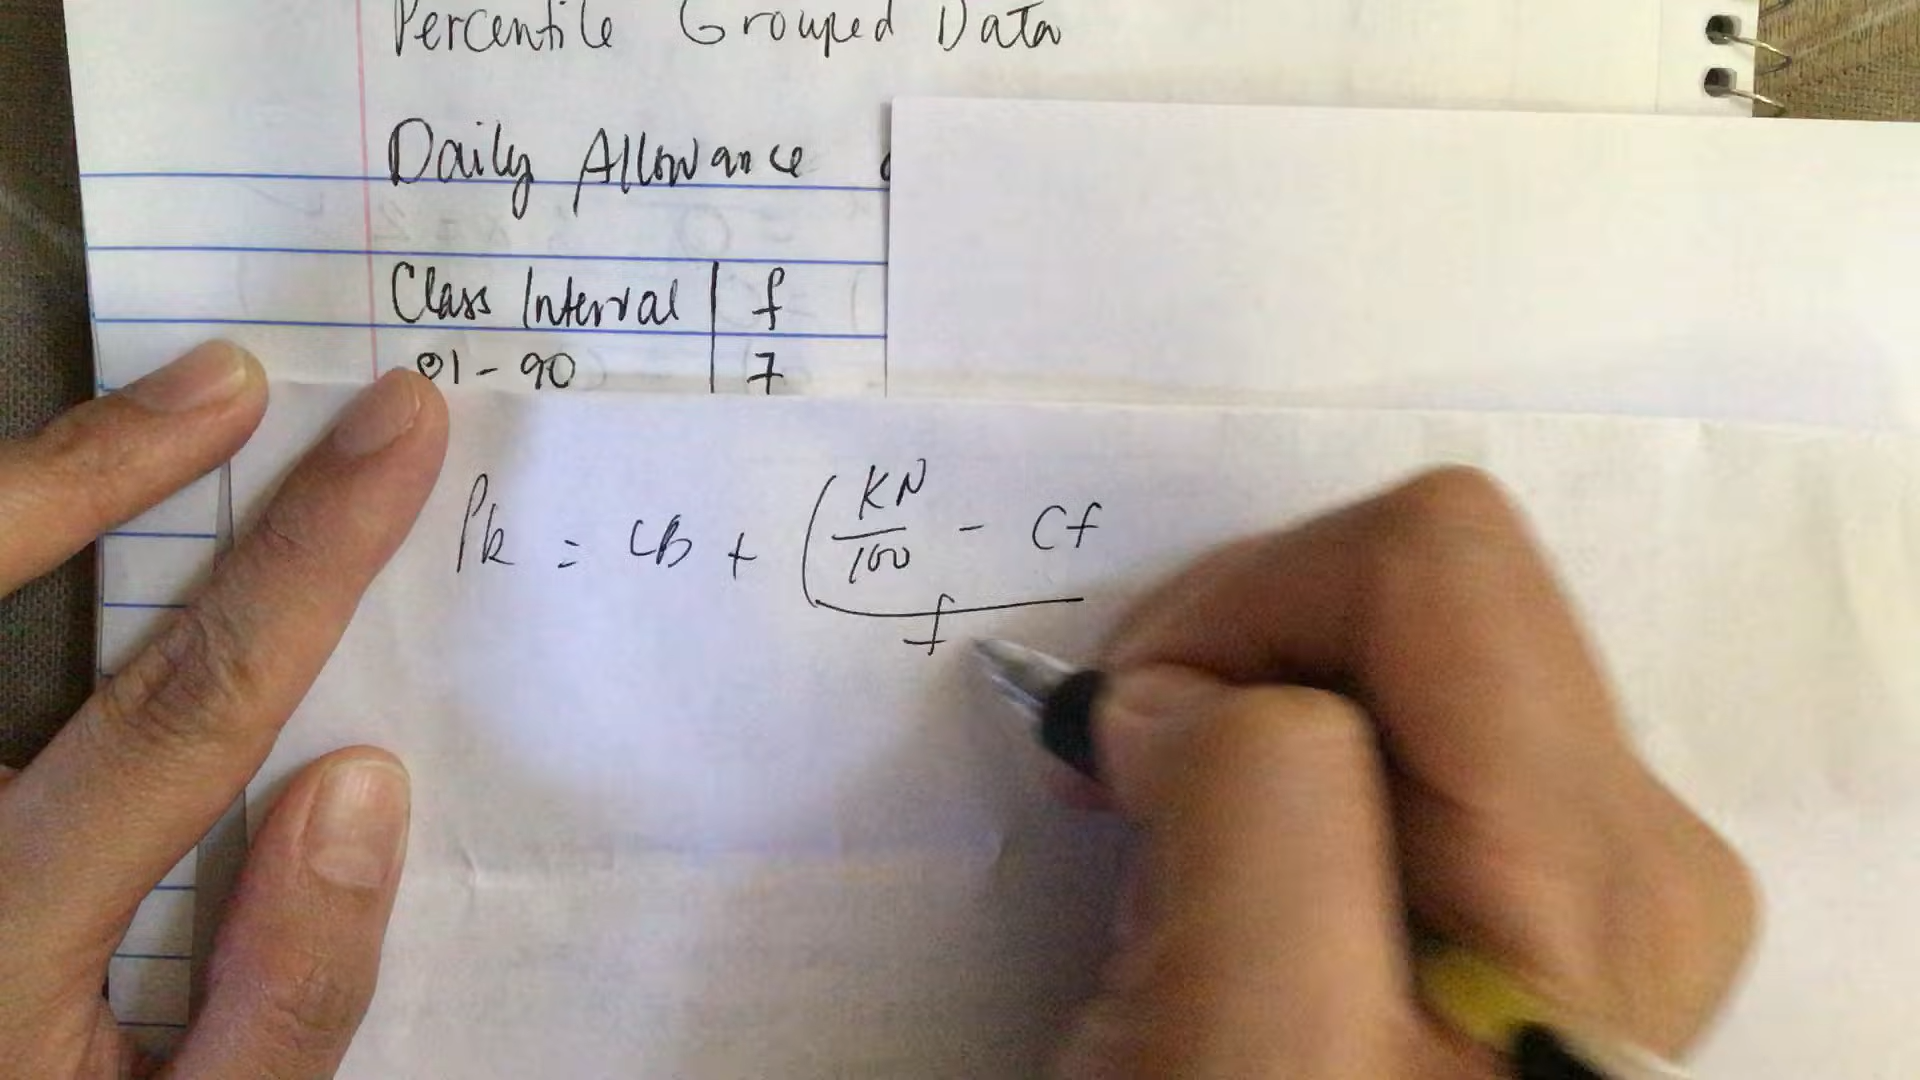 Percentile Grouped Data
Daily Allowance
Class Interval f
81 - 90 7
Pk = LB + (KN/100 - Cf
f